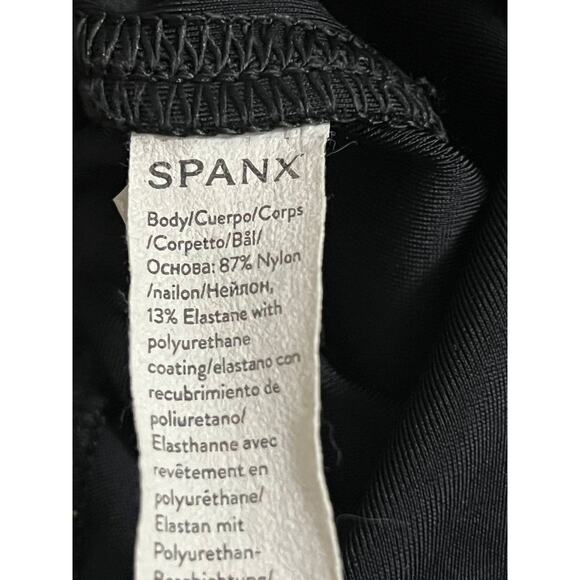 SPANX
Body/Cuerpo/Corps
/Corpetto/Bål/
Основа: 87% Nylon
/nailon/Нейлон,
13% Elastane with
polyurethane
coating/elastano con
recubrimiento de
poliuretano/
Elasthanne avec
revêtement en
polyuréthane/
Elastan mit
Polyurethan-
Beschichtung/